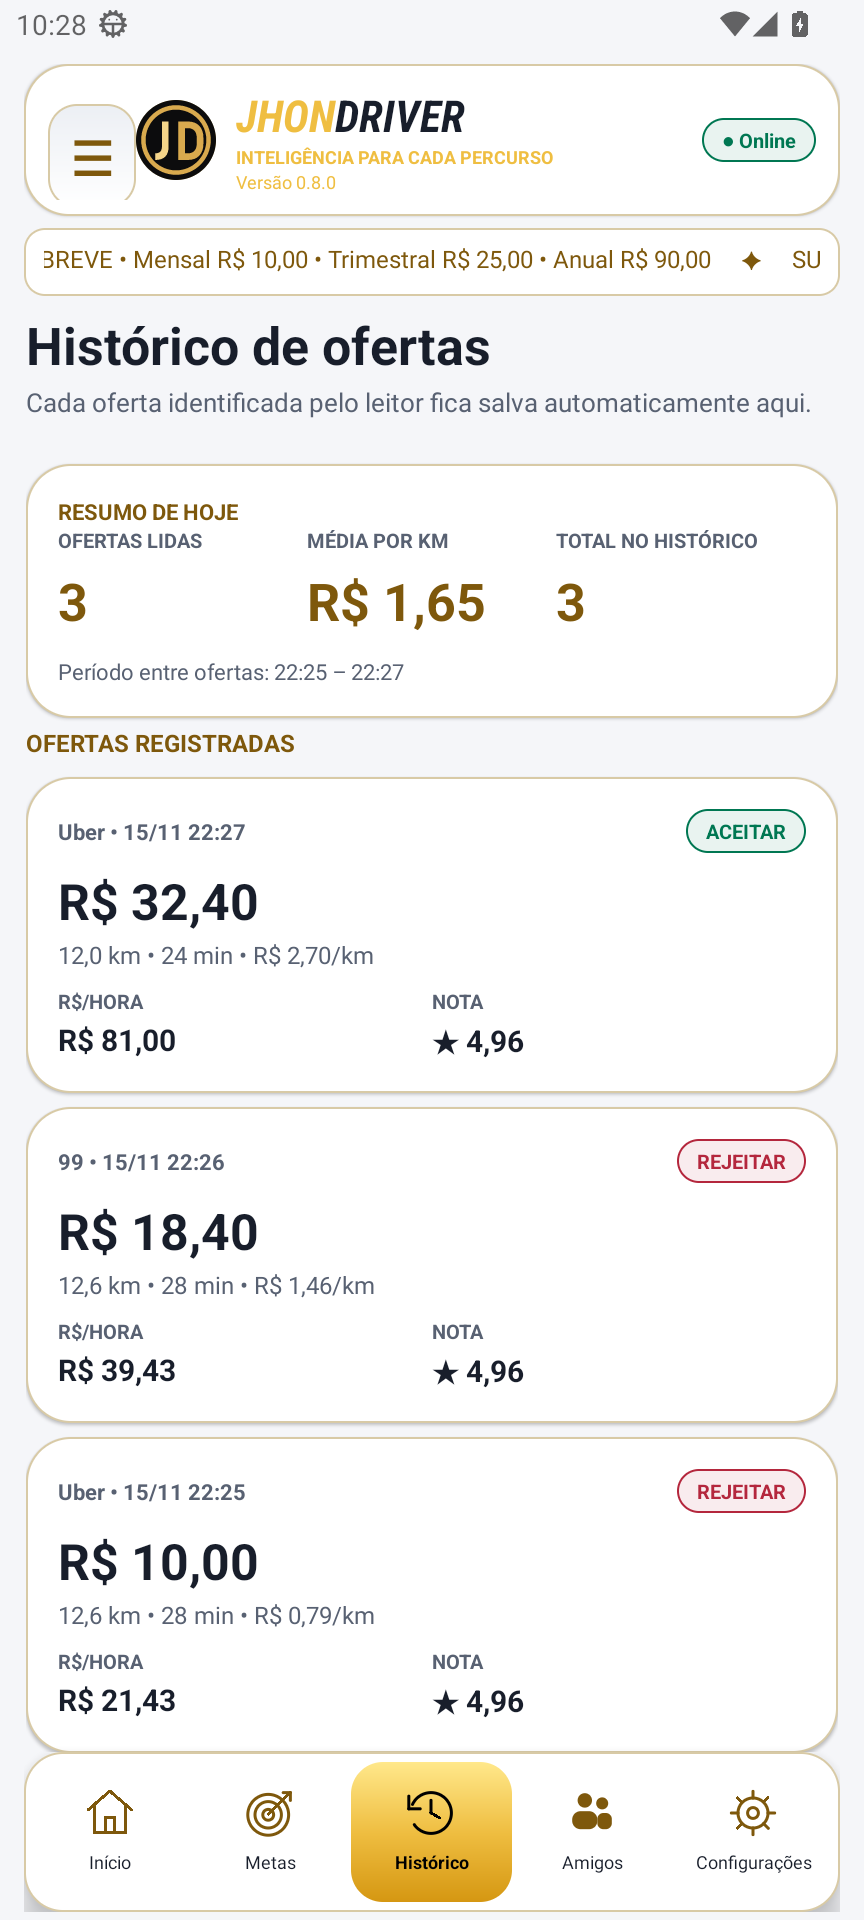 10:28
JD
JHONDRIVER
INTELIGÊNCIA PARA CADA PERCURSO
Versão 0.8.0
● Online
BREVE • Mensal R$ 10,00 • Trimestral R$ 25,00 • Anual R$ 90,00 ✦ SU
Histórico de ofertas
Cada oferta identificada pelo leitor fica salva automaticamente aqui.
RESUMO DE HOJE
OFERTAS LIDAS MÉDIA POR KM TOTAL NO HISTÓRICO
3 R$ 1,65 3
Período entre ofertas: 22:25 – 22:27
OFERTAS REGISTRADAS
Uber • 15/11 22:27 ACEITAR
R$ 32,40
12,0 km • 24 min • R$ 2,70/km
R$/HORA NOTA
R$ 81,00 ★ 4,96
99 • 15/11 22:26 REJEITAR
R$ 18,40
12,6 km • 28 min • R$ 1,46/km
R$/HORA NOTA
R$ 39,43 ★ 4,96
Uber • 15/11 22:25 REJEITAR
R$ 10,00
12,6 km • 28 min • R$ 0,79/km
R$/HORA NOTA
R$ 21,43 ★ 4,96
Início Metas Histórico Amigos Configurações